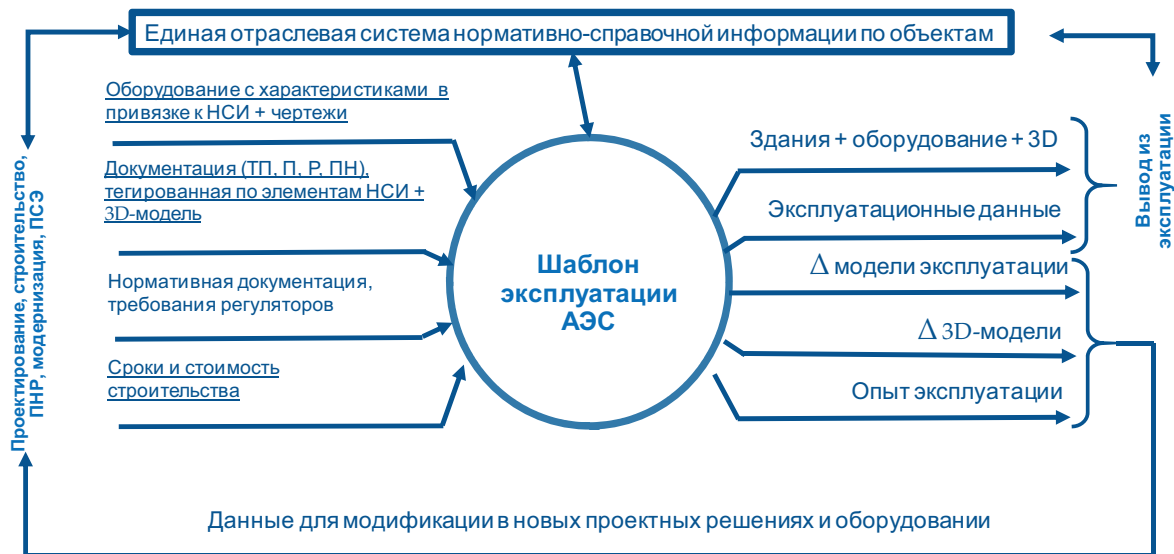 Единая отраслевая система нормативно-справочной информации по объектам
Оборудование с характеристиками в
привязке к НСИ + чертежи
Документация (ТП, П, Р, ПН),
тегированная по элементам НСИ +
3D-модель
Нормативная документация,
требования регуляторов
Сроки и стоимость
строительства
Проектирование, строительство,
ПНР, модернизация, ПСЭ
Шаблон
эксплуатации
АЭС
Здания + оборудование + 3D
Эксплуатационные данные
Δ модели эксплуатации
Δ 3D-модели
Опыт эксплуатации
Вывод из
эксплуатации
Данные для модификации в новых проектных решениях и оборудовании